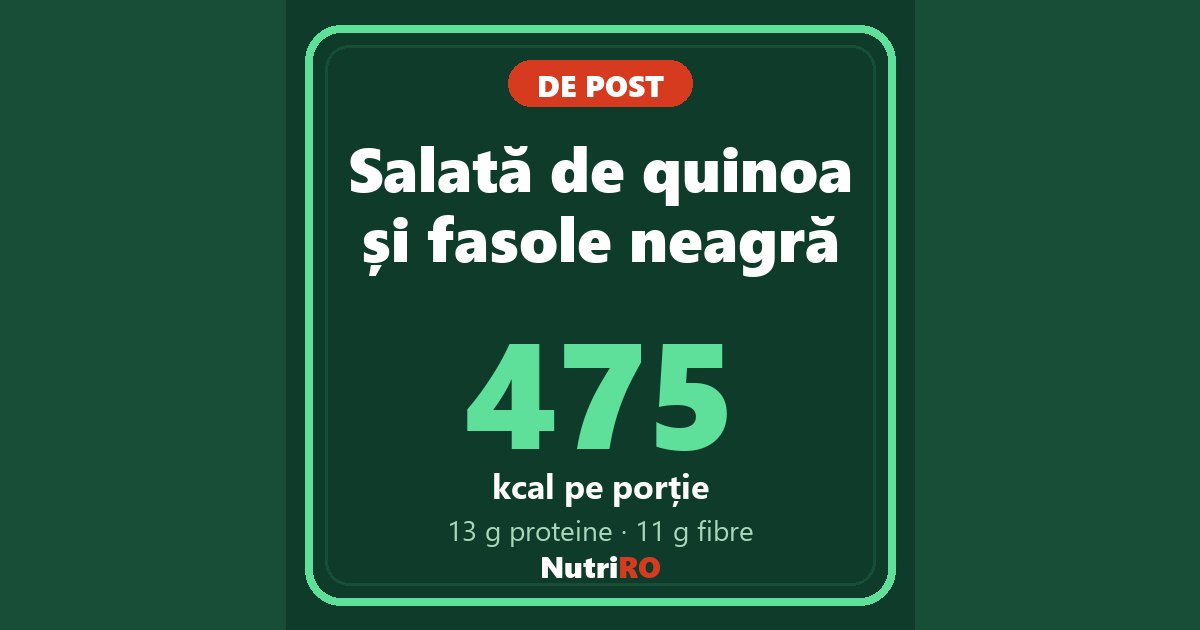 DE POST
Salată de quinoa
și fasole neagră
475
kcal pe porție
13 g proteine · 11 g fibre
NutriRO